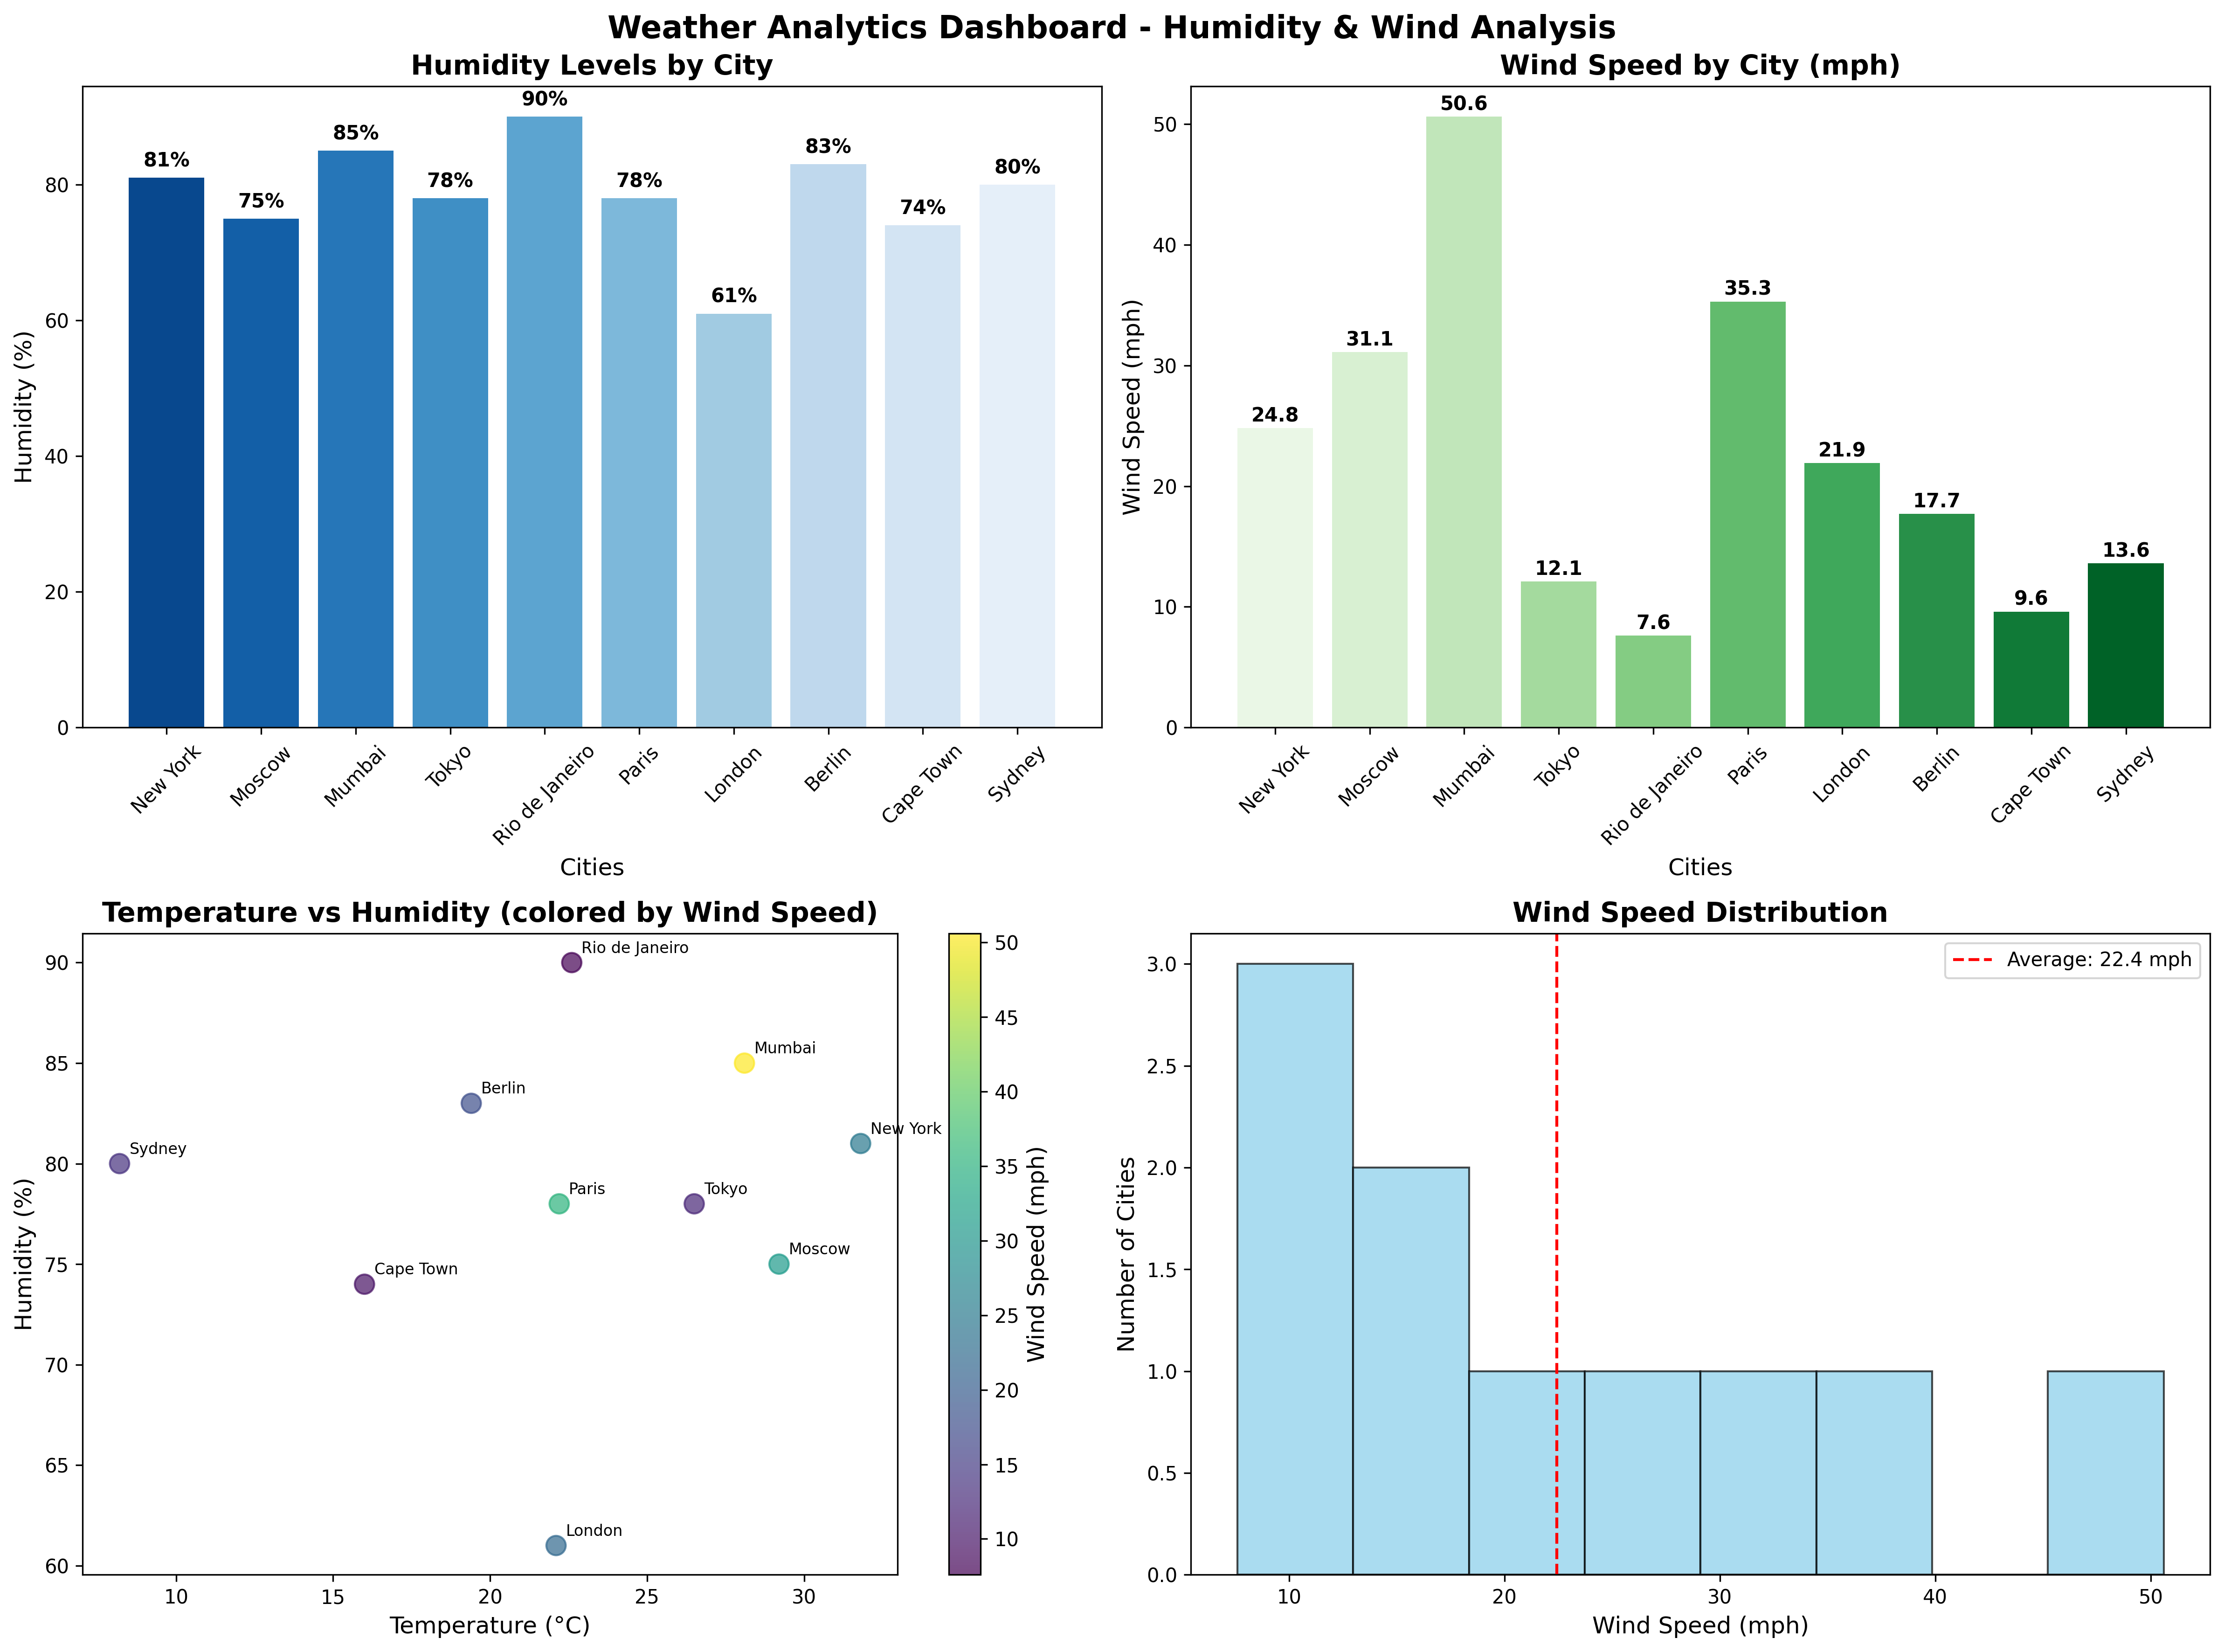 Weather Analytics Dashboard - Humidity & Wind Analysis
Humidity Levels by City
Humidity (%)
80
60
40
20
0
81%
75%
85%
78%
90%
78%
61%
83%
74%
80%
New York
Moscow
Mumbai
Tokyo
Rio de Janeiro
Paris
London
Berlin
Cape Town
Sydney
Cities
Wind Speed by City (mph)
Wind Speed (mph)
50
40
30
20
10
0
24.8
31.1
50.6
12.1
7.6
35.3
21.9
17.7
9.6
13.6
New York
Moscow
Mumbai
Tokyo
Rio de Janeiro
Paris
London
Berlin
Cape Town
Sydney
Cities
Temperature vs Humidity (colored by Wind Speed)
Humidity (%)
90
85
80
75
70
65
60
Rio de Janeiro
Mumbai
Berlin
New York
Sydney
Paris
Tokyo
Moscow
Cape Town
London
10
15
20
25
30
Temperature (°C)
50
45
40
35
30
25
20
15
10
Wind Speed (mph)
Wind Speed Distribution
Average: 22.4 mph
Number of Cities
3.0
2.5
2.0
1.5
1.0
0.5
0.0
10
20
30
40
50
Wind Speed (mph)